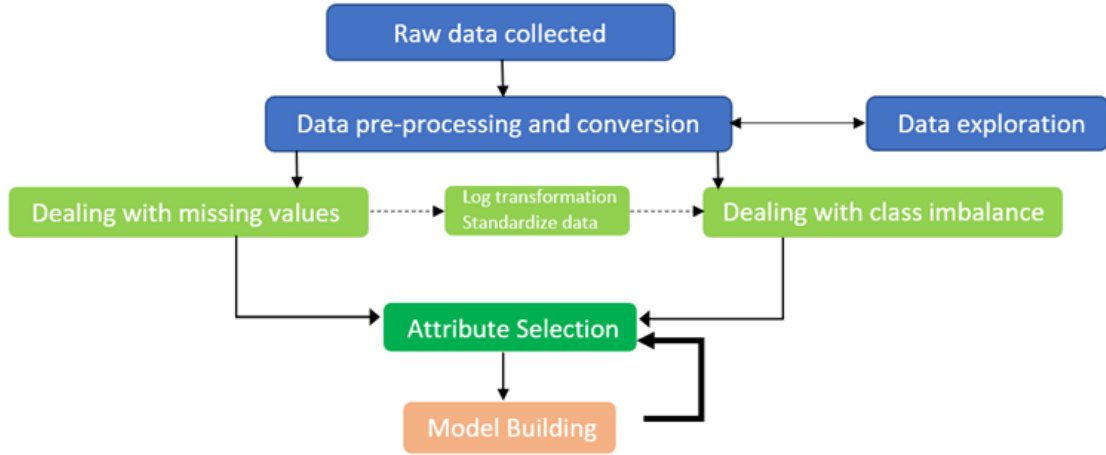 Raw data collected
Data pre-processing and conversion
Data exploration
Dealing with missing values
Log transformation
Standardize data
Dealing with class imbalance
Attribute Selection
Model Building